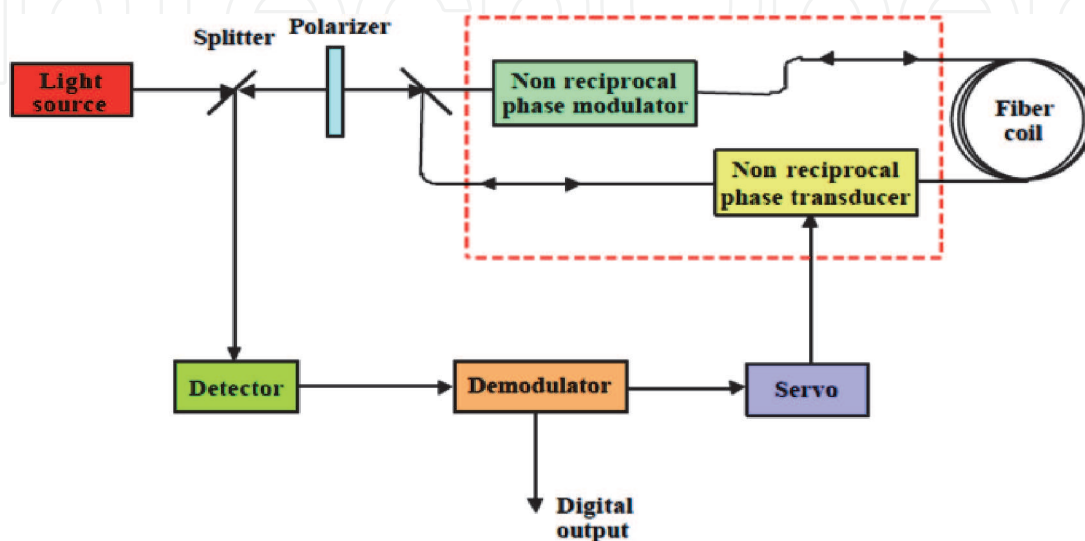 Splitter
Polarizer
Light
source
Non reciprocal
phase modulator
Fiber
coil
Non reciprocal
phase transducer
Detector
Demodulator
Servo
Digital
output